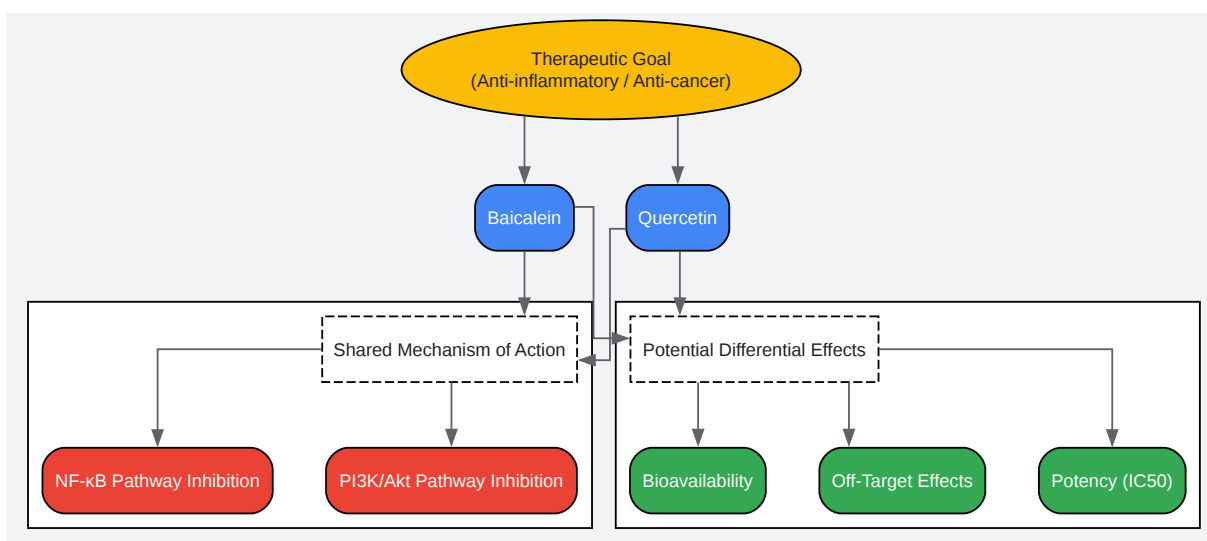 Therapeutic Goal
(Anti-inflammatory / Anti-cancer)
Baicalein
Quercetin
Shared Mechanism of Action
Potential Differential Effects
NF-κB Pathway Inhibition
PI3K/Akt Pathway Inhibition
Bioavailability
Off-Target Effects
Potency (IC50)